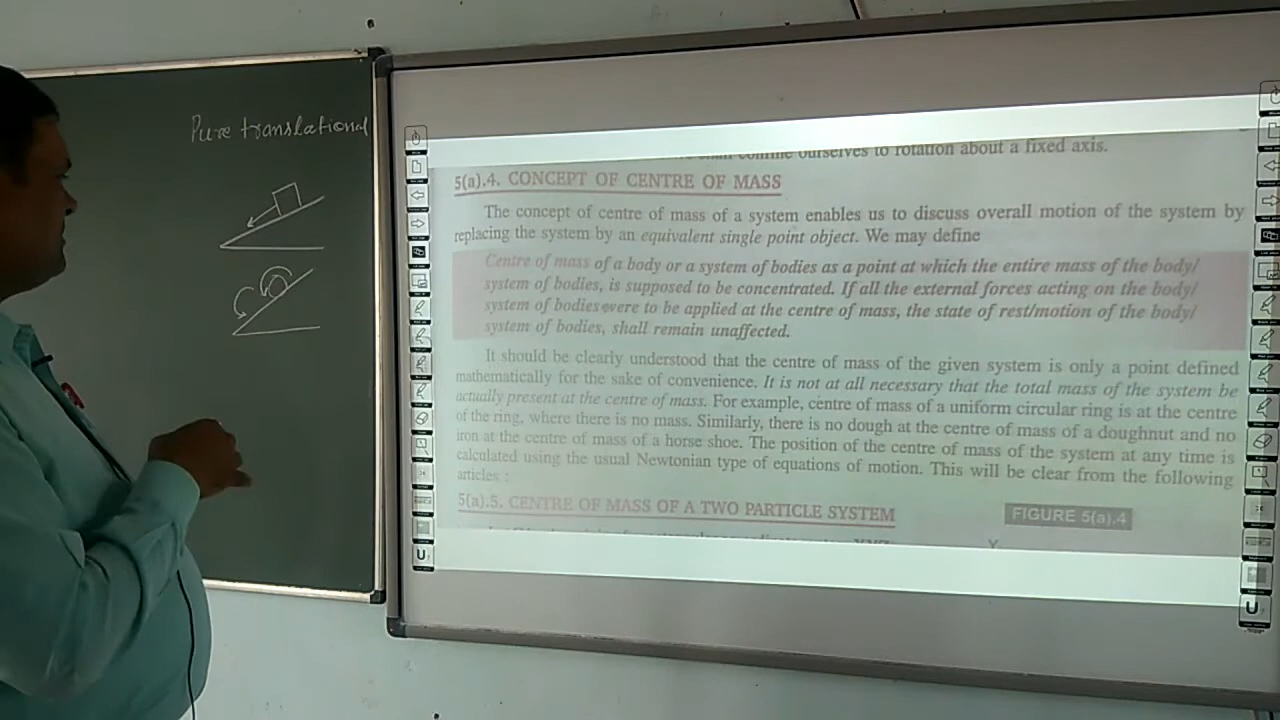 Pure translational
confine ourselves to rotation about a fixed axis.
5(a).4. CONCEPT OF CENTRE OF MASS
The concept of centre of mass of a system enables us to discuss overall motion of the system by
replacing the system by an equivalent single point object. We may define
Centre of mass of a body or a system of bodies as a point at which the entire mass of the body/
system of bodies, is supposed to be concentrated. If all the external forces acting on the body/
system of bodies were to be applied at the centre of mass, the state of rest/motion of the body/
system of bodies, shall remain unaffected.
It should be clearly understood that the centre of mass of the given system is only a point defined
mathematically for the sake of convenience. It is not at all necessary that the total mass of the system be
actually present at the centre of mass. For example, centre of mass of a uniform circular ring is at the centre
of the ring, where there is no mass. Similarly, there is no dough at the centre of mass of a doughnut and no
iron at the centre of mass of a horse shoe. The position of the centre of mass of the system at any time is
calculated using the usual Newtonian type of equations of motion. This will be clear from the following
articles :
5(a).5. CENTRE OF MASS OF A TWO PARTICLE SYSTEM
FIGURE 5(a).4
Y